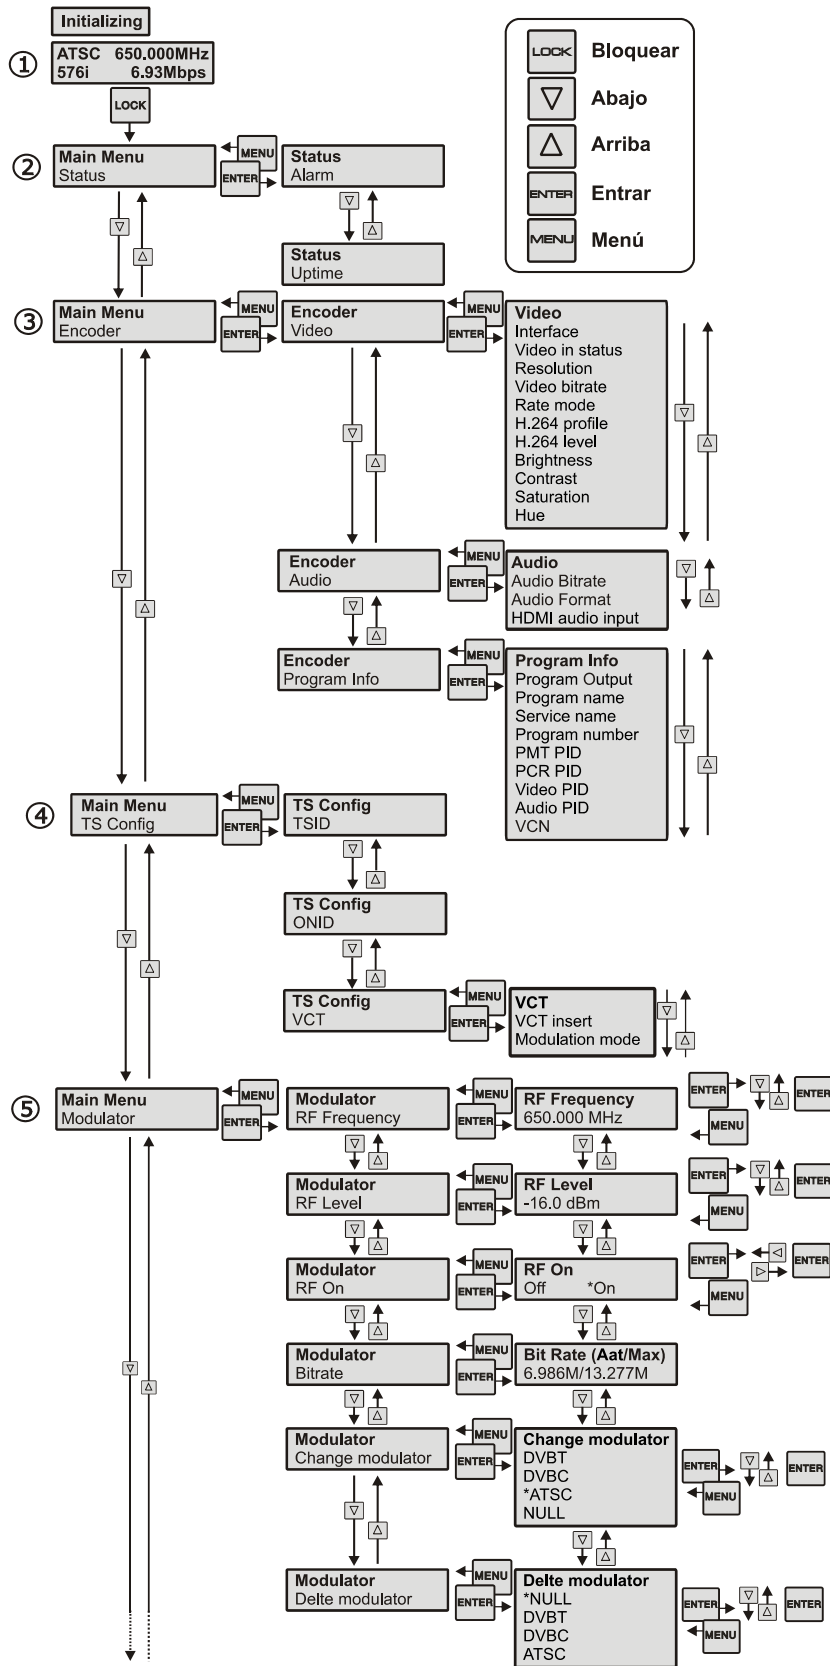 Initializing
①
ATSC 650.000MHz
576i 6.93Mbps
LOCK
LOCK Bloquear
Abajo
Arriba
ENTER Entrar
MENU Menú
②
Main Menu
Status
MENU
ENTER
Status
Alarm
Status
Uptime
③
Main Menu
Encoder
MENU
ENTER
Encoder
Video
MENU
ENTER
Video
Interface
Video in status
Resolution
Video bitrate
Rate mode
H.264 profile
H.264 level
Brightness
Contrast
Saturation
Hue
Encoder
Audio
MENU
ENTER
Audio
Audio Bitrate
Audio Format
HDMI audio input
Encoder
Program Info
MENU
ENTER
Program Info
Program Output
Program name
Service name
Program number
PMT PID
PCR PID
Video PID
Audio PID
VCN
④
Main Menu
TS Config
MENU
ENTER
TS Config
TSID
TS Config
ONID
TS Config
VCT
MENU
ENTER
VCT
VCT insert
Modulation mode
⑤
Main Menu
Modulator
MENU
ENTER
Modulator
RF Frequency
MENU
ENTER
RF Frequency
650.000 MHz
ENTER
MENU
ENTER
Modulator
RF Level
MENU
ENTER
RF Level
-16.0 dBm
ENTER
MENU
ENTER
Modulator
RF On
MENU
ENTER
RF On
Off *On
ENTER
MENU
ENTER
Modulator
Bitrate
MENU
ENTER
Bit Rate (Aat/Max)
6.986M/13.277M
Modulator
Change modulator
MENU
ENTER
Change modulator
DVBT
DVBC
*ATSC
NULL
ENTER
MENU
ENTER
Modulator
Delte modulator
MENU
ENTER
Delte modulator
*NULL
DVBT
DVBC
ATSC
ENTER
MENU
ENTER